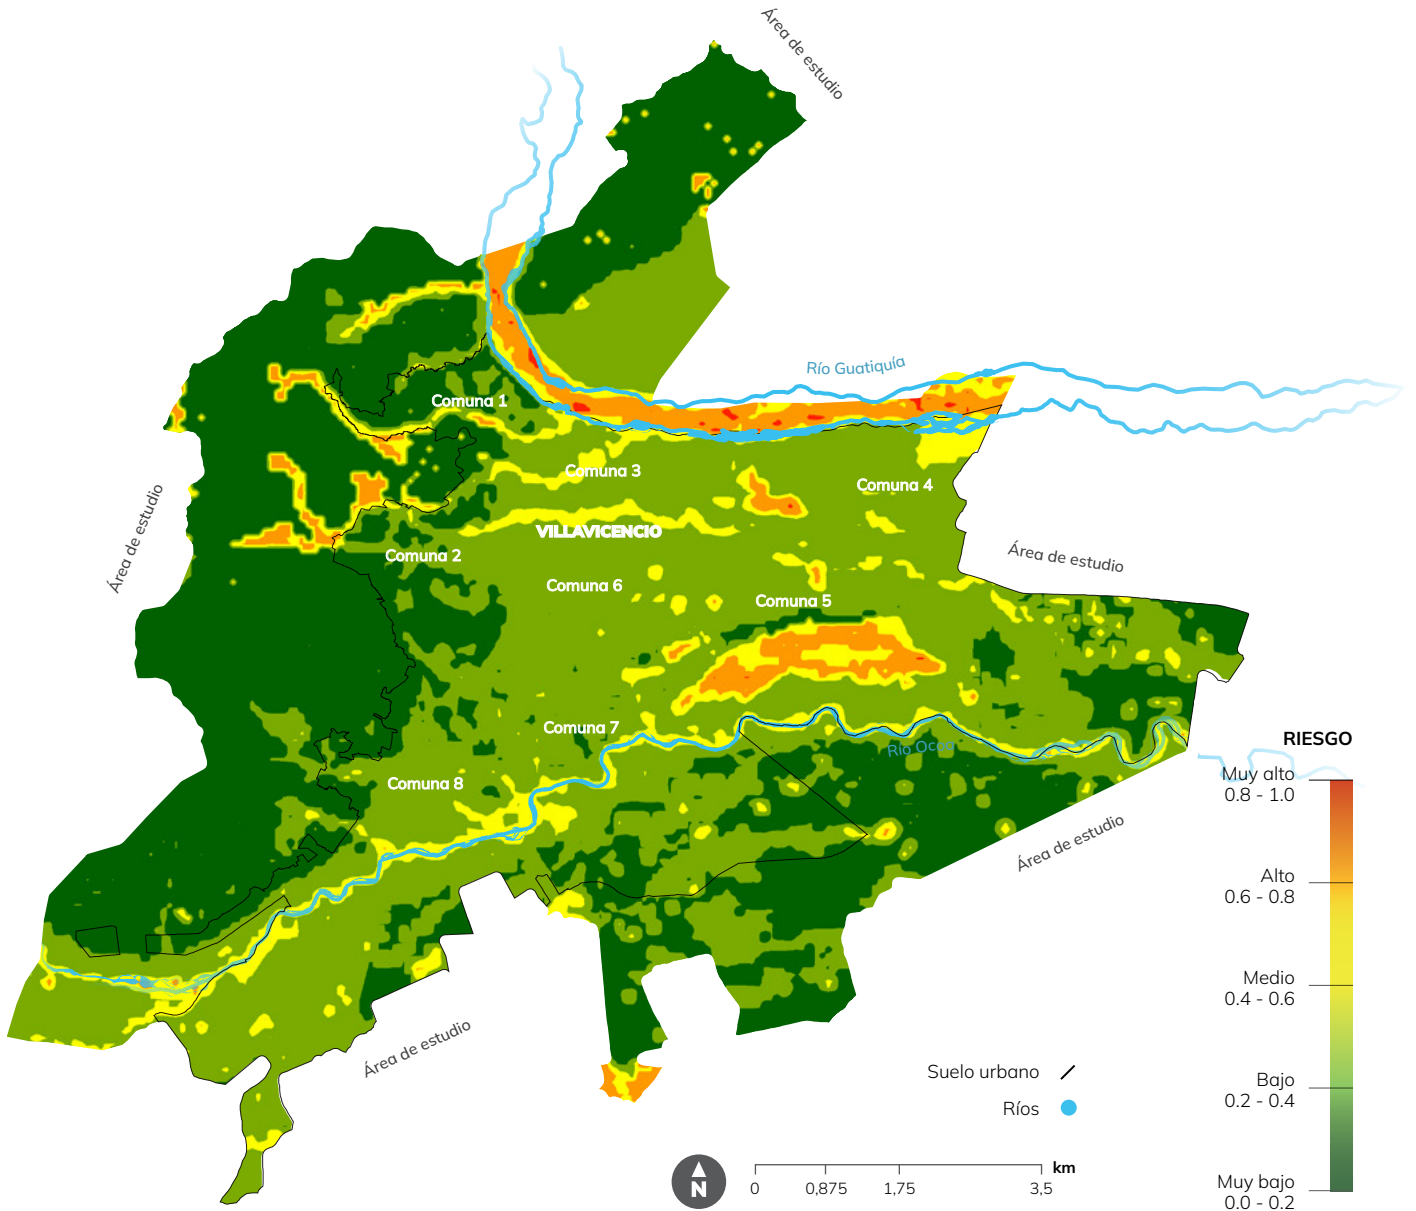 Área de estudio
Río Guatiquía
Comuna 1
Comuna 3
Comuna 4
Área de estudio
VILLAVICENCIO
Comuna 2
Área de estudio
Comuna 6
Comuna 5
Comuna 7
Río Ocoa
Comuna 8
Área de estudio
Área de estudio
RIESGO
Muy alto
0.8 - 1.0
Alto
0.6 - 0.8
Medio
0.4 - 0.6
Bajo
0.2 - 0.4
Muy bajo
0.0 - 0.2
Suelo urbano
Ríos
N
km
0 0,875 1,75 3,5